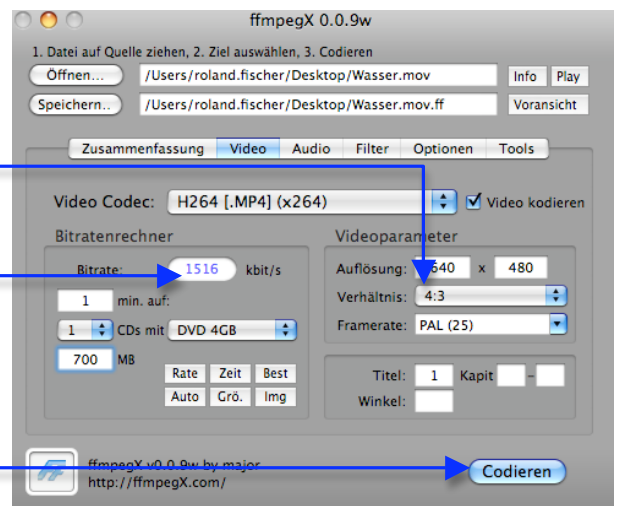 ffmpegX 0.0.9w
1. Datei auf Quelle ziehen, 2. Ziel auswählen, 3. Codieren
Öffnen... /Users/roland.fischer/Desktop/Wasser.mov Info Play
Speichern.. /Users/roland.fischer/Desktop/Wasser.mov.ff Voransicht
Zusammenfassung Video Audio Filter Optionen Tools
Video Codec: H264 [.MP4] (x264) Video kodieren
Bitratenrechner Videoparameter
Bitrate: 1516 kbit/s Auflösung: 640 x 480
1 min. auf: Verhältnis: 4:3
1 CDs mit DVD 4GB Framerate: PAL (25)
700 MB
Rate Zeit Best Titel: 1 Kapit -
Auto Grö. Img Winkel:
ffmpegX v0.0.9w by major
http://ffmpegX.com/
Codieren